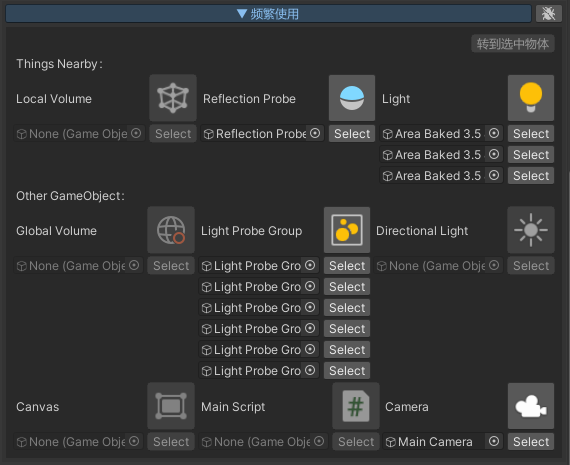 ▼ 频繁使用
转到选中物体
Things Nearby:
Local Volume Reflection Probe Light
None (Game Obje Select Reflection Probe Select Area Baked 3.5 Select
Area Baked 3.5 Select
Area Baked 3.5 Select
Other GameObject:
Global Volume Light Probe Group Directional Light
None (Game Obje Select Light Probe Gro Select None (Game Obje Select
Light Probe Gro Select
Light Probe Gro Select
Light Probe Gro Select
Light Probe Gro Select
Light Probe Gro Select
Canvas Main Script # Camera
None (Game Obje Select None (Game Obje Select Main Camera Select